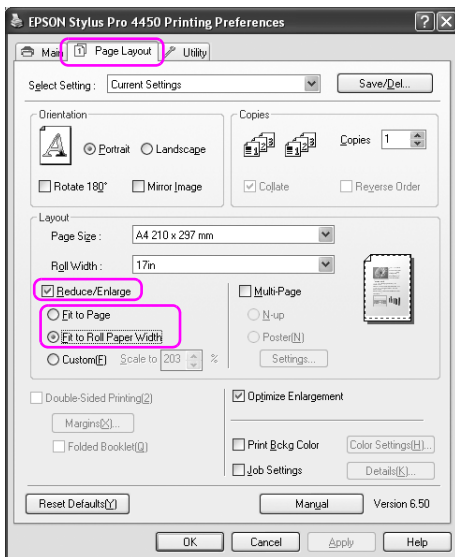 EPSON Stylus Pro 4450 Printing Preferences
Main Page Layout Utility
Select Setting : Current Settings Save/Del...
Orientation
Portrait Landscape
Rotate 180° Mirror Image
Copies
Copies 1
Collate Reverse Order
Layout
Page Size : A4 210 x 297 mm
Roll Width : 17in
Reduce/Enlarge
Fit to Page
Fit to Roll Paper Width
Custom(F) Scale to 203 %
Multi-Page
N-up
Poster(N)
Settings...
Double-Sided Printing(2)
Margins(X)...
Folded Booklet(Q)
Optimize Enlargement
Print Bckg Color Color Settings(H)...
Job Settings Details(K)...
Reset Defaults(Y) Manual Version 6.50
OK Cancel Apply Help